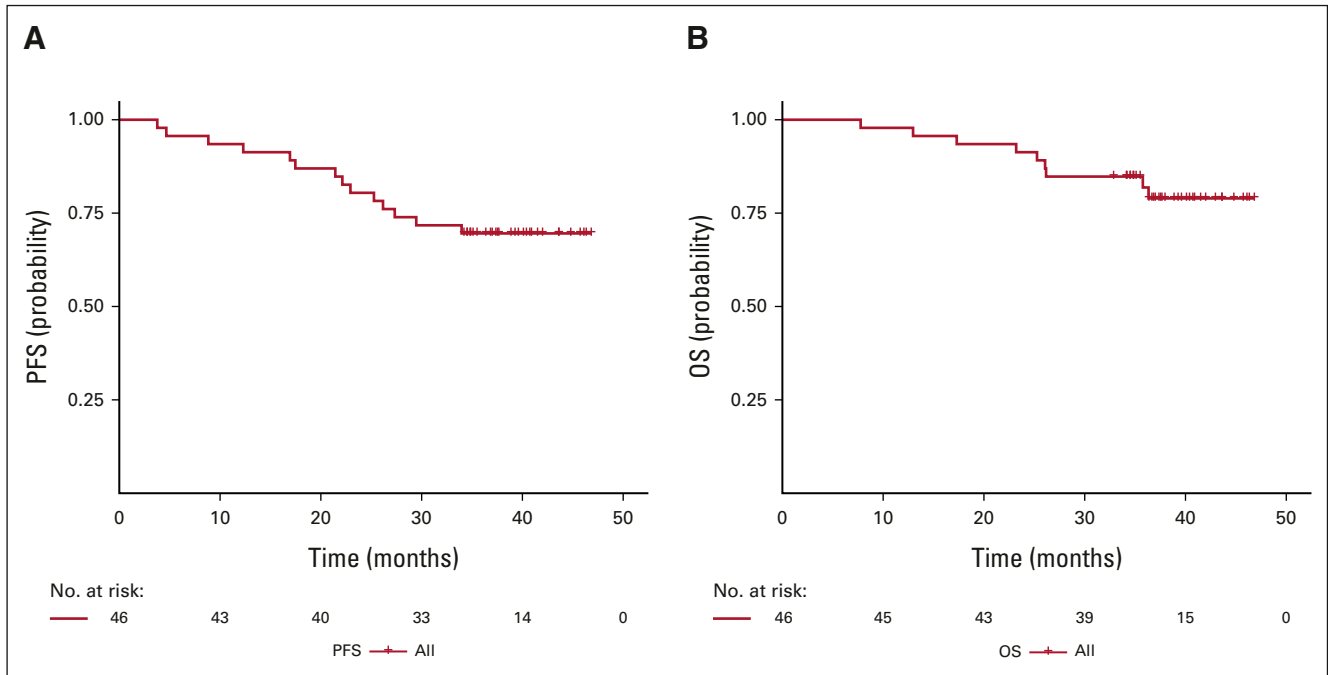 A
PFS (probability)
1.00
0.75
0.50
0.25
0 10 20 30 40 50
Time (months)
No. at risk:
46 43 40 33 14 0
PFS All
B
OS (probability)
1.00
0.75
0.50
0.25
0 10 20 30 40 50
Time (months)
No. at risk:
46 45 43 39 15 0
OS All